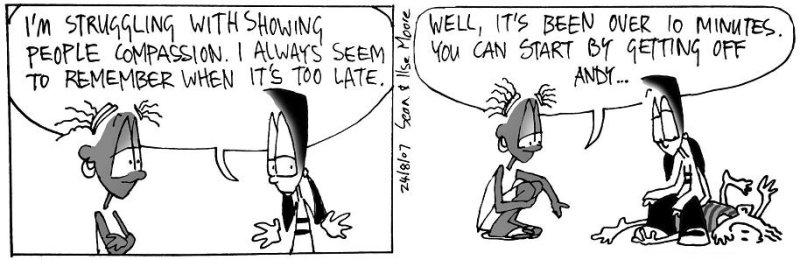 I'M STRUGGLING WITH SHOWING
PEOPLE COMPASSION. I ALWAYS SEEM
TO REMEMBER WHEN IT'S TOO LATE.
24/8/07 Sean & Ilse Moore
WELL, IT'S BEEN OVER 10 MINUTES.
YOU CAN START BY GETTING OFF
ANDY...